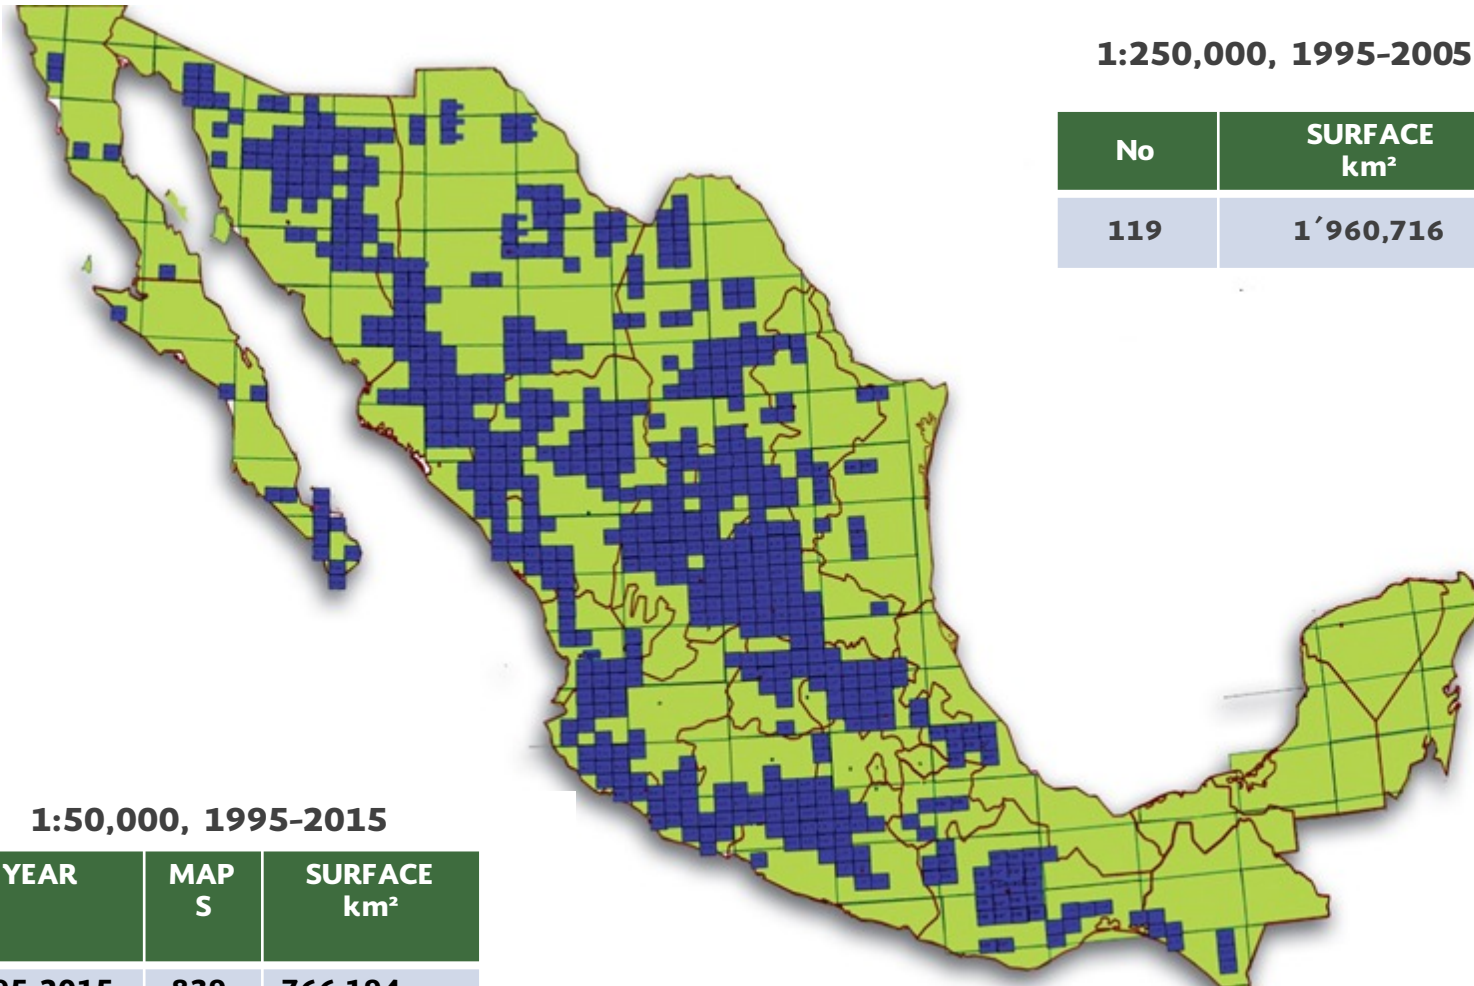 1:250,000, 1995-2005
No
SURFACE
km²
119
1´960,716
1:50,000, 1995-2015
YEAR
MAP
S
SURFACE
km²